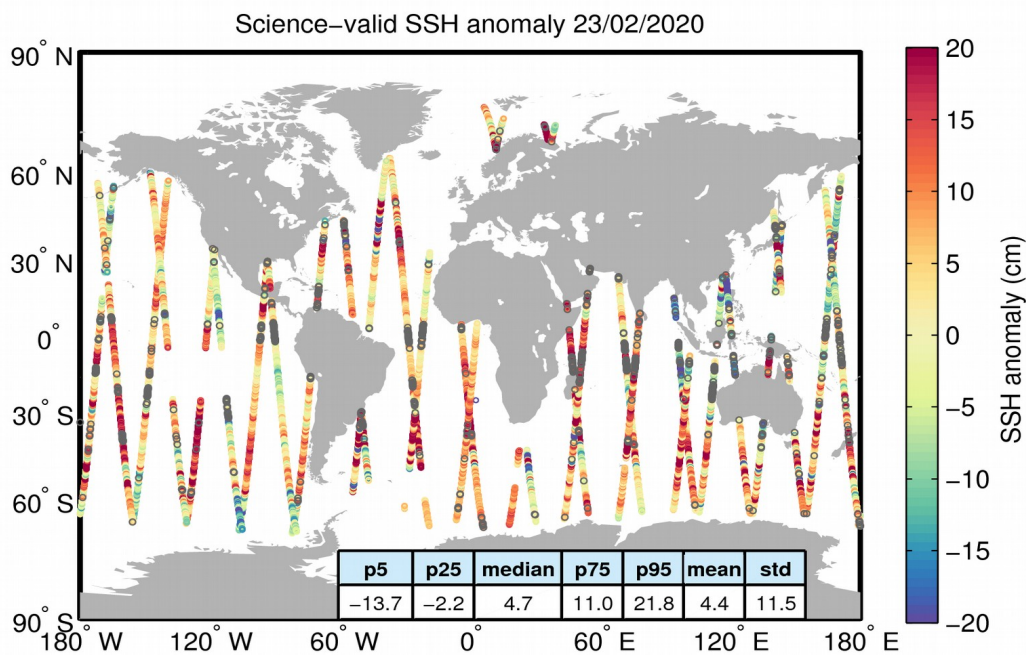 Science−valid SSH anomaly 23/02/2020
90° N
60° N
30° N
0°
30° S
60° S
90° S
180° W
120° W
60° W
0°
60° E
120° E
180° E
p5 p25 median p75 p95 mean std
−13.7 −2.2 4.7 11.0 21.8 4.4 11.5
20
15
10
5
0
−5
−10
−15
−20
SSH anomaly (cm)